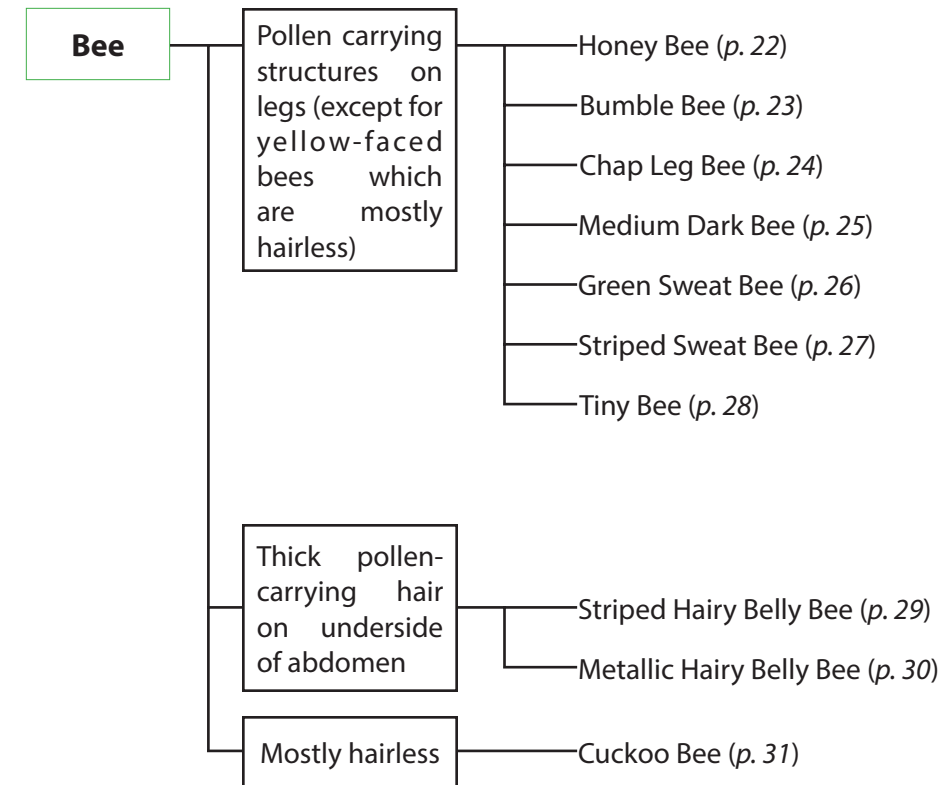 Bee
Pollen carrying
structures on
legs (except for
yellow-faced
bees which
are mostly
hairless)
Honey Bee (p. 22)
Bumble Bee (p. 23)
Chap Leg Bee (p. 24)
Medium Dark Bee (p. 25)
Green Sweat Bee (p. 26)
Striped Sweat Bee (p. 27)
Tiny Bee (p. 28)
Thick pollen-
carrying hair
on underside
of abdomen
Striped Hairy Belly Bee (p. 29)
Metallic Hairy Belly Bee (p. 30)
Mostly hairless
Cuckoo Bee (p. 31)